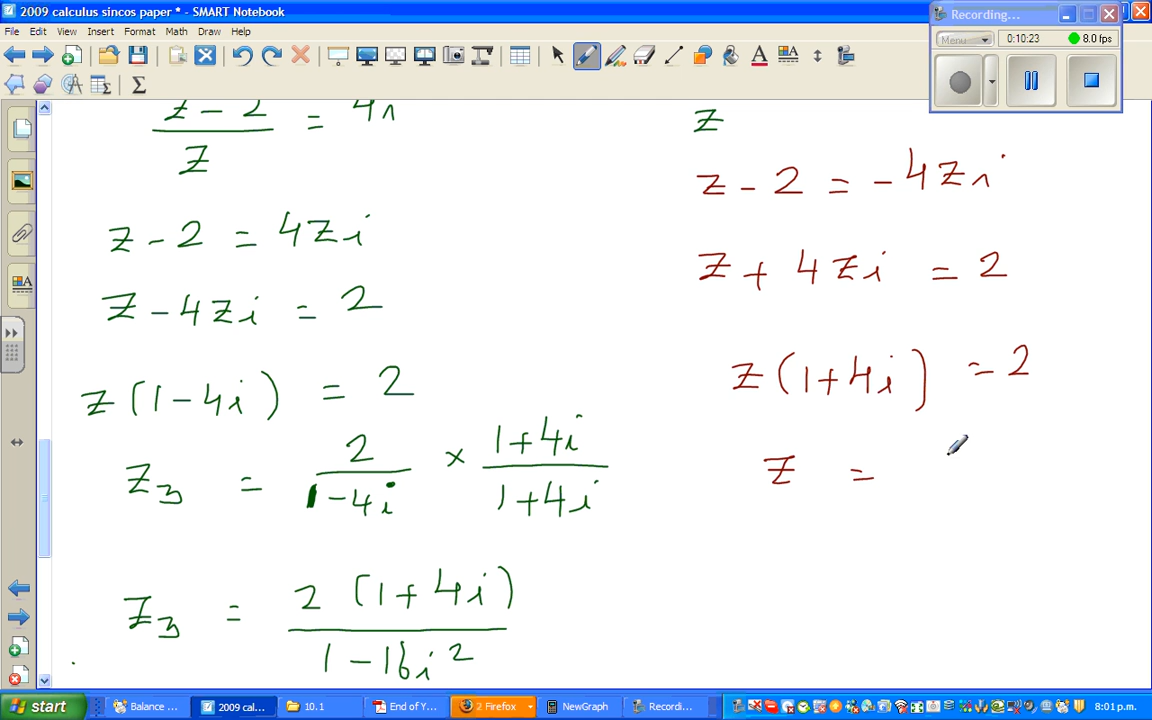 2009 calculus sincos paper * - SMART Notebook
Recording...
File Edit View Insert Format Math Draw Help
Menu
0:10:23
8.0 fps
z - 2 / z = 4i
z - 2 = 4zi
z - 4zi = 2
z(1 - 4i) = 2
z₃ = 2 / 1 - 4i × 1 + 4i / 1 + 4i
z₃ = 2 (1 + 4i) / 1 - 16i²
z
z - 2 = - 4zi
z + 4zi = 2
z(1 + 4i) = 2
z =
start
Balance ...
2009 cal...
10.1
End of Y...
2 Firefox
NewGraph
Recordi...
8:01 p.m.